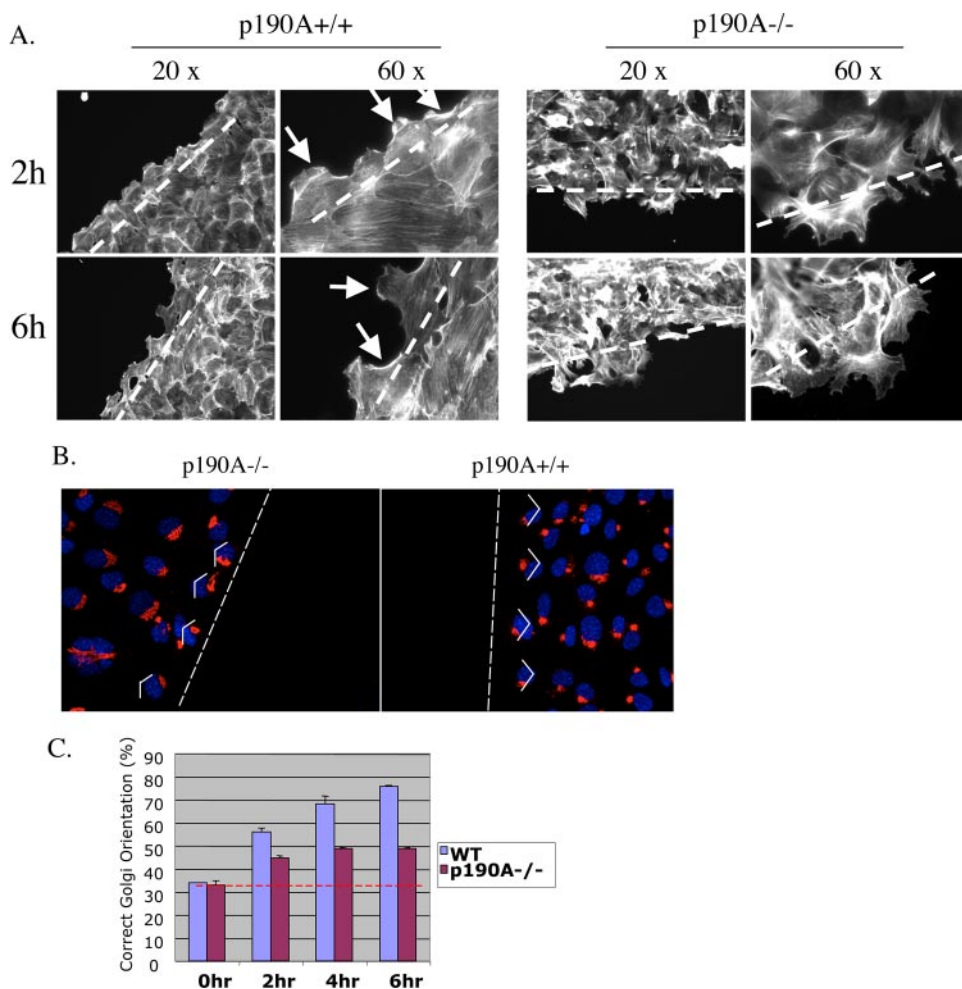 A.
p190A+/+
p190A-/-
20 x
60 x
20 x
60 x
2h
6h
B.
p190A-/-
p190A+/+
C.
Correct Golgi Orientation (%)
90
80
70
60
50
40
30
20
10
0
0hr
2hr
4hr
6hr
WT
p190A-/-